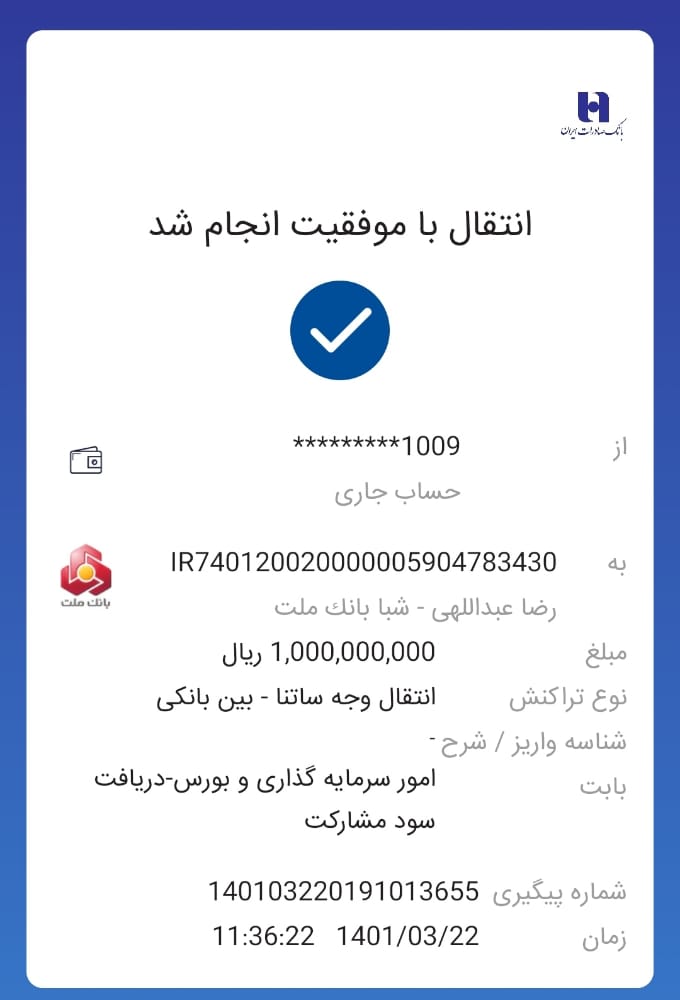 بانک صادرات ایران
انتقال با موفقیت انجام شد
از 1009*********
حساب جاری
به IR740120020000005904783430
بانک ملت
رضا عبداللهی - شبا بانك ملت
مبلغ 1,000,000,000 ریال
نوع تراکنش انتقال وجه ساتنا - بین بانکی
شناسه واریز / شرح -
بابت امور سرمایه گذاری و بورس-دریافت
سود مشارکت
شماره پیگیری 140103220191013655
زمان 1401/03/22 11:36:22